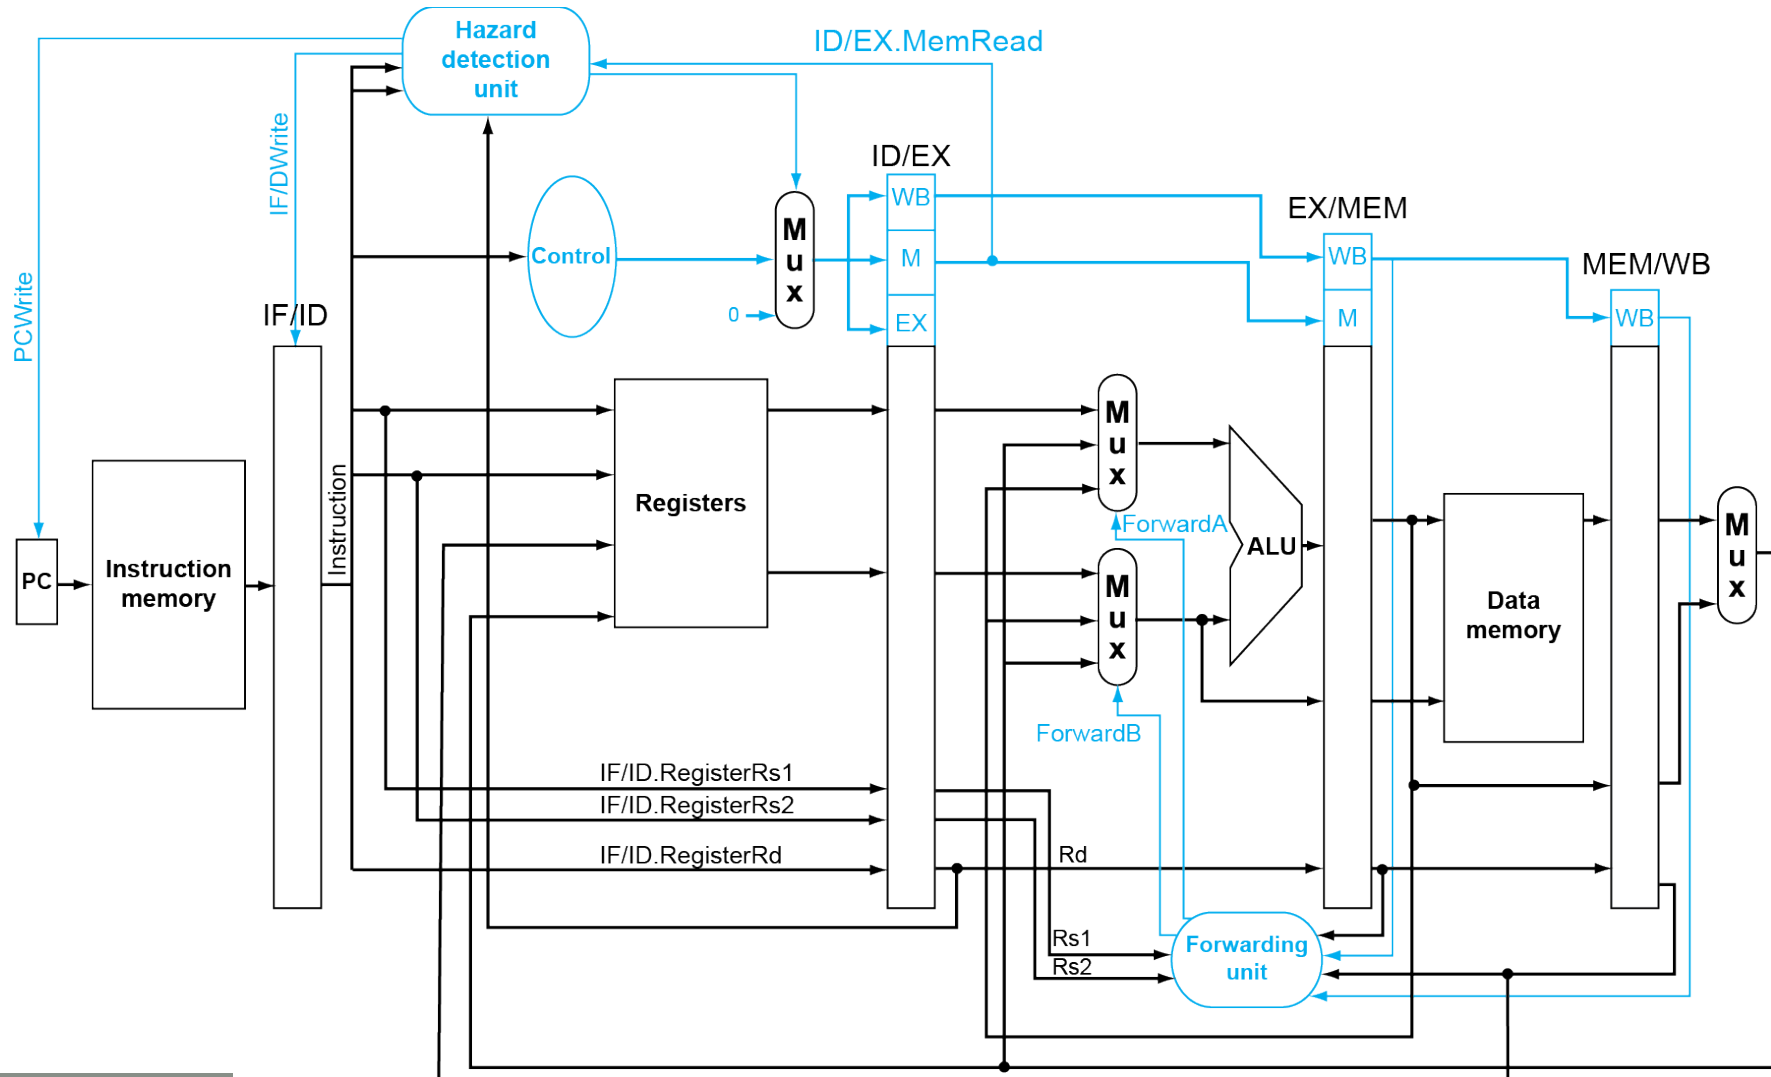 Hazard
detection
unit
ID/EX.MemRead
IF/DWrite
PCWrite
ID/EX
WB
M
EX
Control
0
M
u
x
EX/MEM
WB
M
MEM/WB
WB
IF/ID
Instruction
PC
Instruction
memory
Registers
M
u
x
ForwardA
M
u
x
ForwardB
ALU
Data
memory
M
u
x
IF/ID.RegisterRs1
IF/ID.RegisterRs2
IF/ID.RegisterRd
Rd
Rs1
Rs2
Forwarding
unit